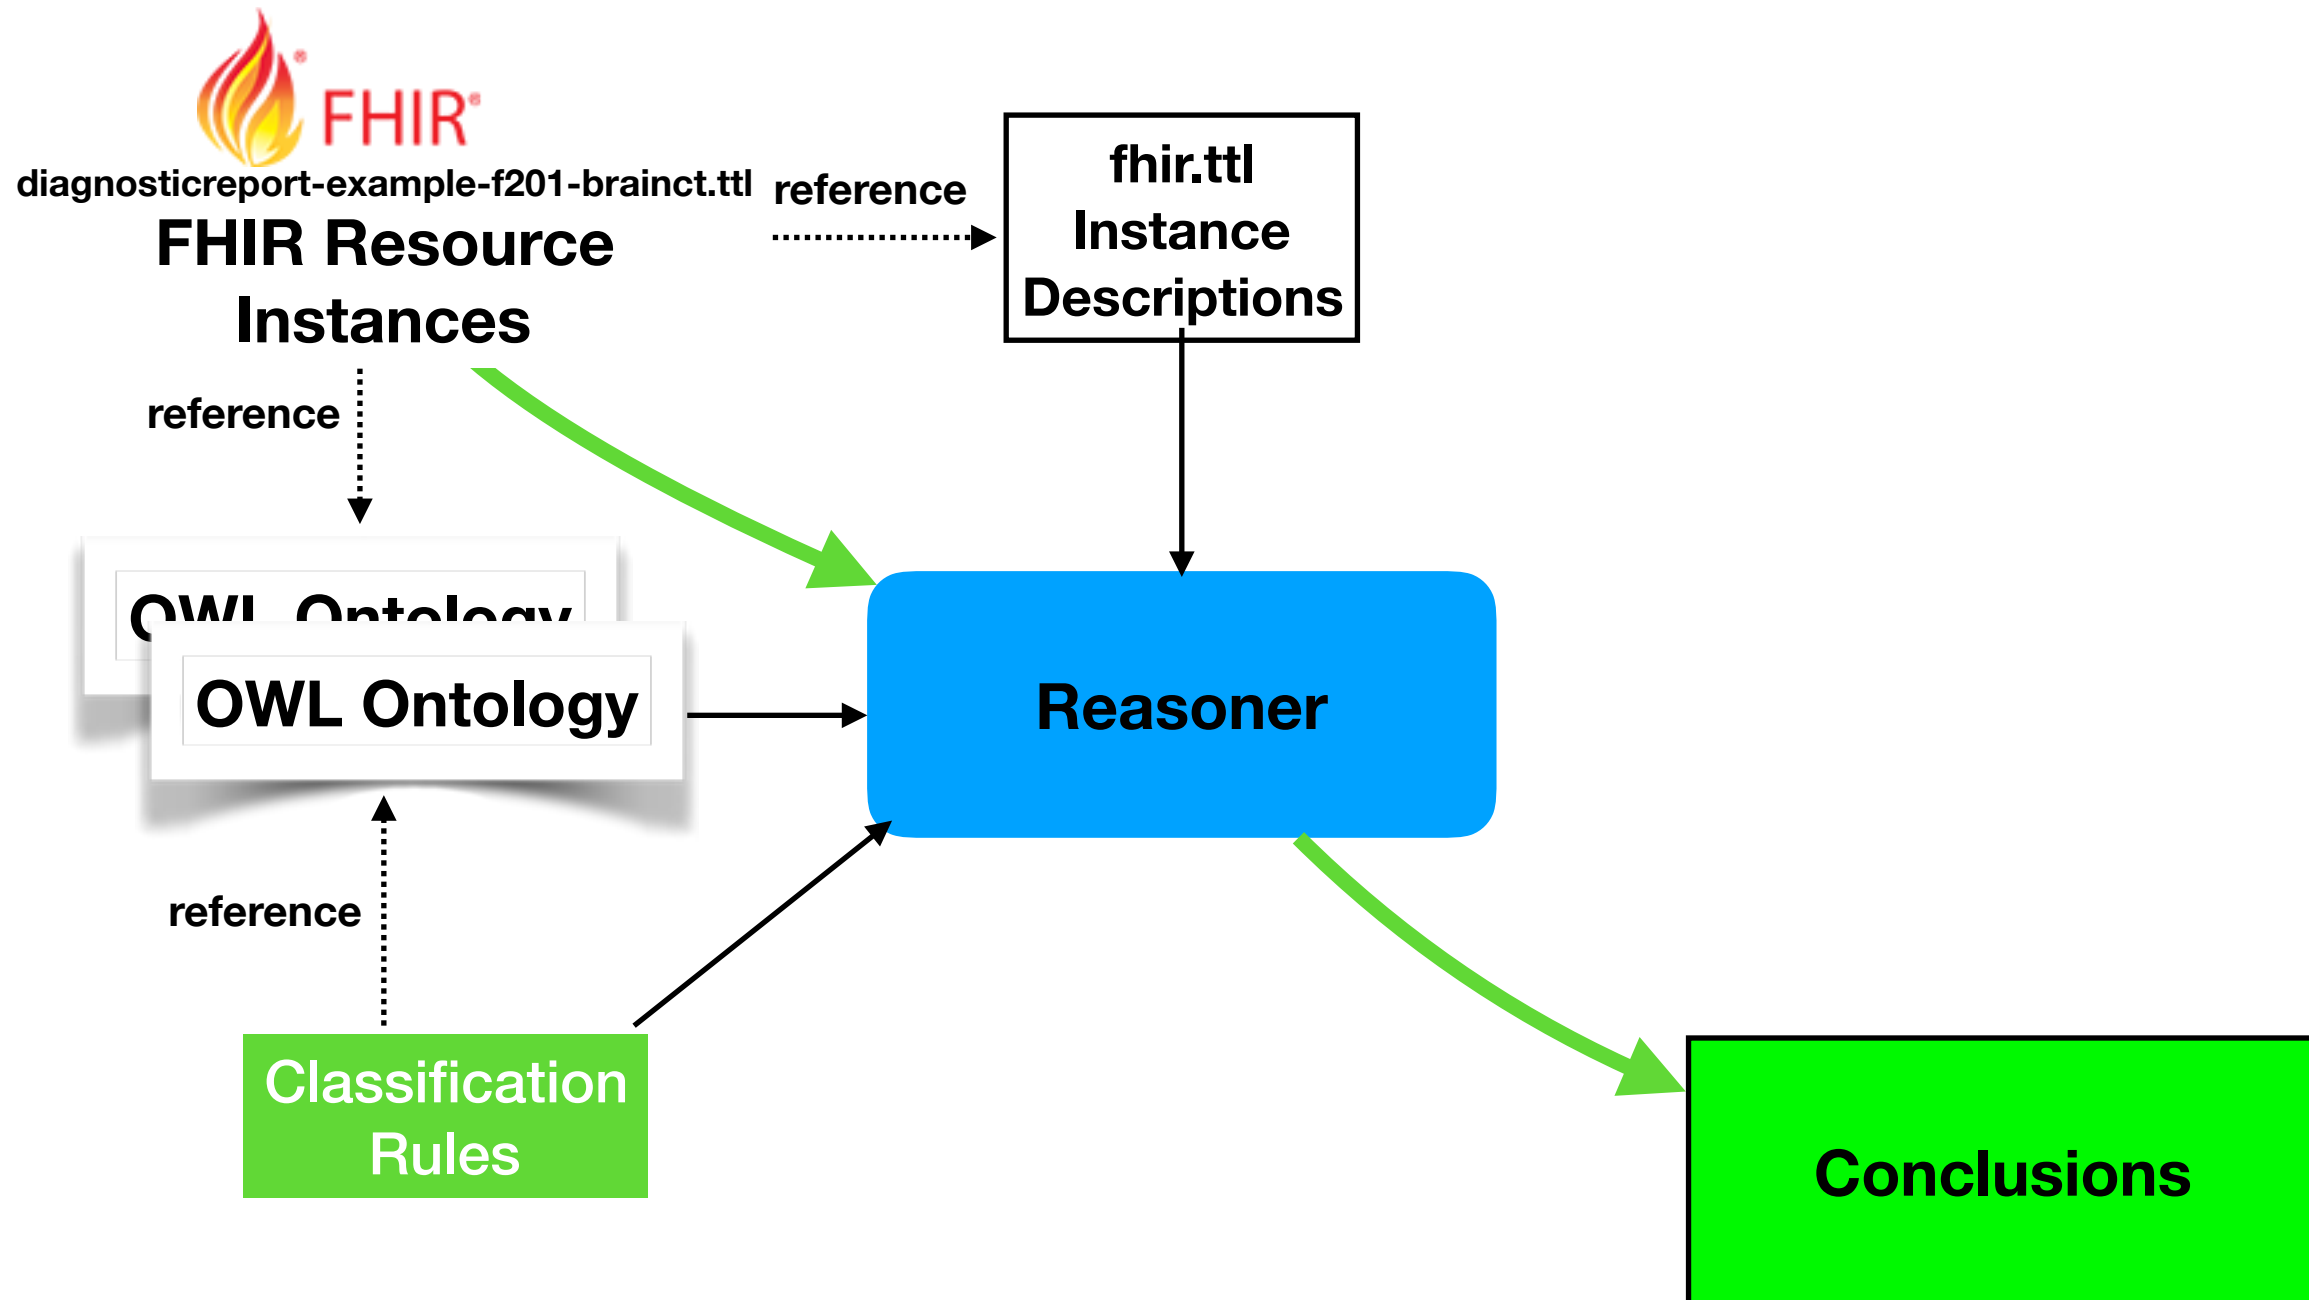 FHIR®
diagnosticreport-example-f201-brainct.ttl
FHIR Resource
Instances
reference
fhir.ttl
Instance
Descriptions
reference
OWL Ontology
OWL Ontology
Reasoner
reference
Classification
Rules
Conclusions